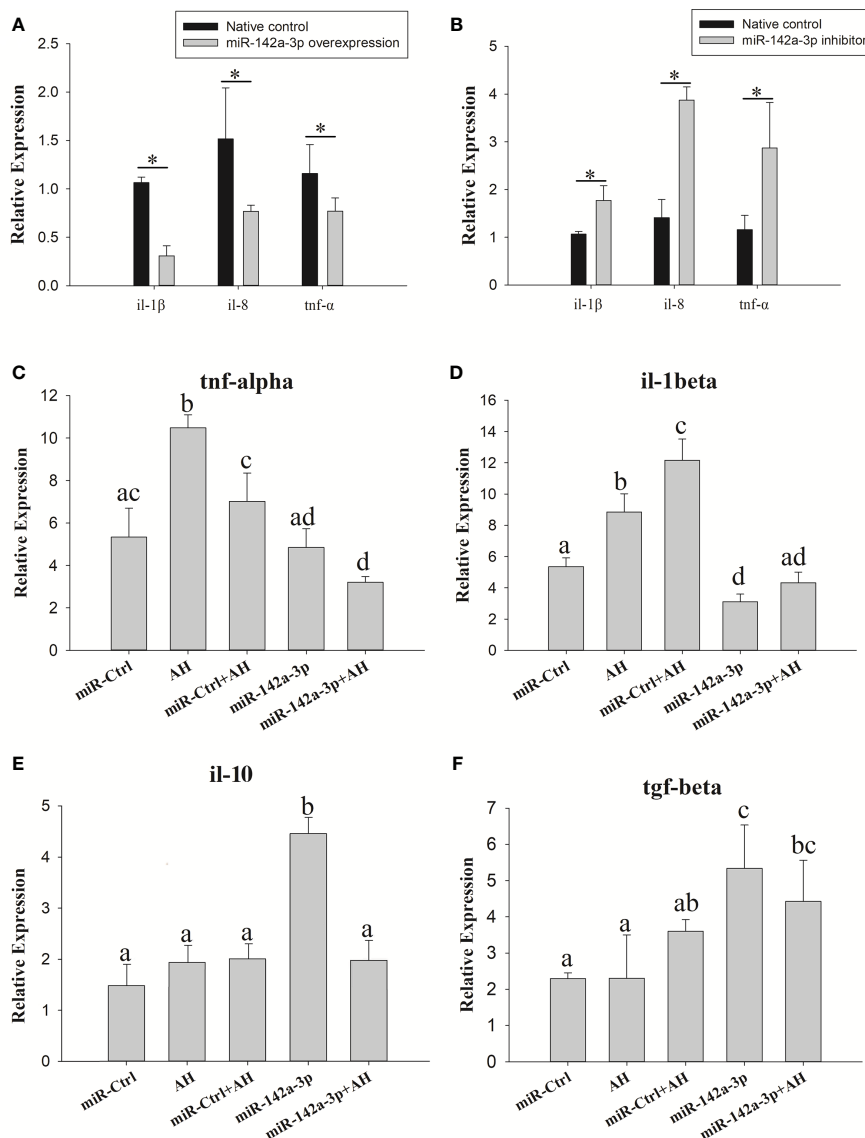 A
Native control
miR-142a-3p overexpression
Relative Expression
2.5
2.0
1.5
1.0
0.5
0.0
*
*
*
il-1β
il-8
tnf-α
B
Native control
miR-142a-3p inhibitor
Relative Expression
5
4
3
2
1
0
*
*
*
il-1β
il-8
tnf-α
C
tnf-alpha
Relative Expression
12
10
8
6
4
2
0
ac
b
c
ad
d
miR-Ctrl
AH
miR-Ctrl+AH
miR-142a-3p
miR-142a-3p+AH
D
il-1beta
Relative Expression
16
14
12
10
8
6
4
2
0
a
b
c
d
ad
miR-Ctrl
AH
miR-Ctrl+AH
miR-142a-3p
miR-142a-3p+AH
E
il-10
Relative Expression
5
4
3
2
1
0
a
a
a
b
a
miR-Ctrl
AH
miR-Ctrl+AH
miR-142a-3p
miR-142a-3p+AH
F
tgf-beta
Relative Expression
7
6
5
4
3
2
1
0
a
a
ab
c
bc
miR-Ctrl
AH
miR-Ctrl+AH
miR-142a-3p
miR-142a-3p+AH